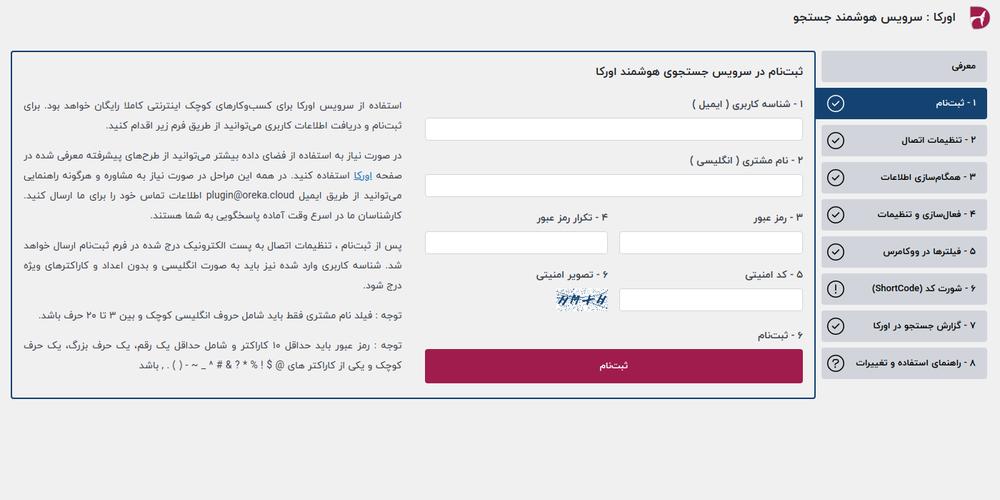 اورکا : سرویس هوشمند جستجو
معرفی
۱ - ثبت‌نام
۲ - تنظیمات اتصال
۳ - همگام‌سازی اطلاعات
۴ - فعال‌سازی و تنظیمات
۵ - فیلترها در ووکامرس
۶ - شورت کد (ShortCode)
۷ - گزارش جستجو در اورکا
۸ - راهنمای استفاده و تغییرات
ثبت‌نام در سرویس جستجوی هوشمند اورکا
۱ - شناسه کاربری ( ایمیل )
۲ - نام مشتری ( انگلیسی )
۳ - رمز عبور
۴ - تکرار رمز عبور
۵ - کد امنیتی
۶ - تصویر امنیتی
۶ - ثبت‌نام
ثبت‌نام
استفاده از سرویس اورکا برای کسب‌وکارهای کوچک اینترنتی کاملا رایگان خواهد بود. برای
ثبت‌نام و دریافت اطلاعات کاربری می‌توانید از طریق فرم زیر اقدام کنید.
در صورت نیاز به استفاده از فضای داده بیشتر می‌توانید از طرح‌های پیشرفته معرفی شده در
صفحه اورکا استفاده کنید. در همه این مراحل در صورت نیاز به مشاوره و هرگونه راهنمایی
می‌توانید از طریق ایمیل plugin@oreka.cloud اطلاعات تماس خود را برای ما ارسال کنید.
کارشناسان ما در اسرع وقت آماده پاسخگویی به شما هستند.
پس از ثبت‌نام ، تنظیمات اتصال به پست الکترونیک درج شده در فرم ثبت‌نام ارسال خواهد
شد. شناسه کاربری وارد شده نیز باید به صورت انگلیسی و بدون اعداد و کاراکترهای ویژه
درج شود.
توجه : فیلد نام مشتری فقط باید شامل حروف انگلیسی کوچک و بین ۳ تا ۲۰ حرف باشد.
توجه : رمز عبور باید حداقل ۱۰ کاراکتر و شامل حداقل یک رقم، یک حرف بزرگ، یک حرف
کوچک و یکی از کاراکتر های @ $ ! % * ? & # ^ _ ~ - ( ) . , باشد